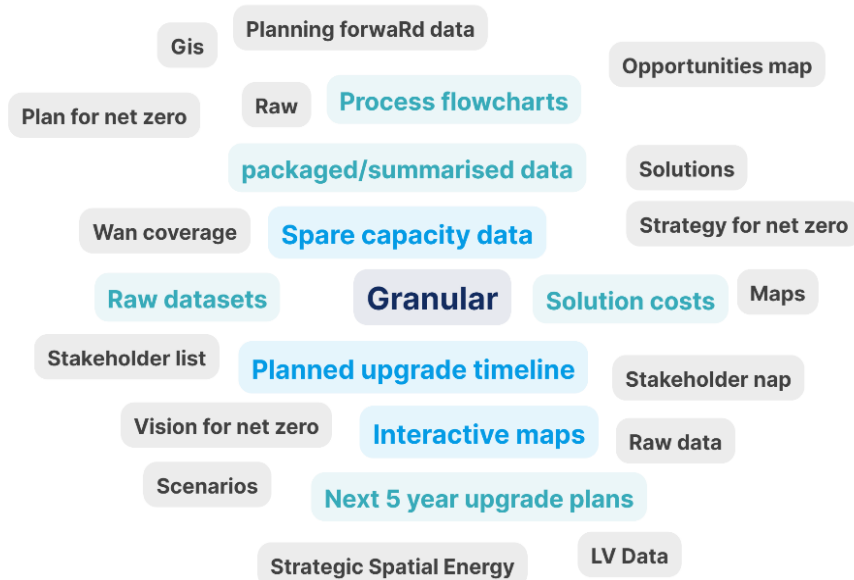 Planning forwaRd data
Gis
Opportunities map
Process flowcharts
Raw
Plan for net zero
packaged/summarised data
Solutions
Strategy for net zero
Wan coverage
Spare capacity data
Granular
Raw datasets
Solution costs
Maps
Stakeholder list
Planned upgrade timeline
Stakeholder nap
Vision for net zero
Interactive maps
Raw data
Scenarios
Next 5 year upgrade plans
LV Data
Strategic Spatial Energy